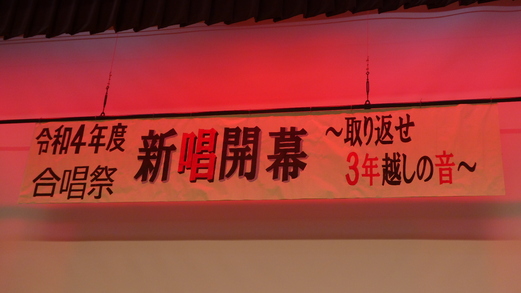 令和4年度
合唱祭
新唱開幕
～取り返せ
3年越しの音～